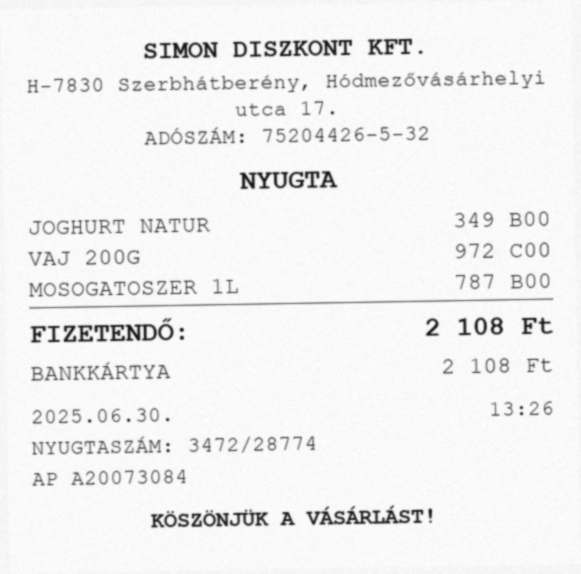 SIMON DISZKONT KFT.
H-7830 Szerbhátberény, Hódmezővásárhelyi
utca 17.
ADÓSZÁM: 75204426-5-32
NYUGTA
JOGHURT NATUR 349 B00
VAJ 200G 972 C00
MOSOGATOSZER 1L 787 B00
FIZETENDŐ: 2 108 Ft
BANKKÁRTYA 2 108 Ft
2025.06.30. 13:26
NYUGTASZÁM: 3472/28774
AP A20073084
KÖSZÖNJÜK A VÁSÁRLÁST!